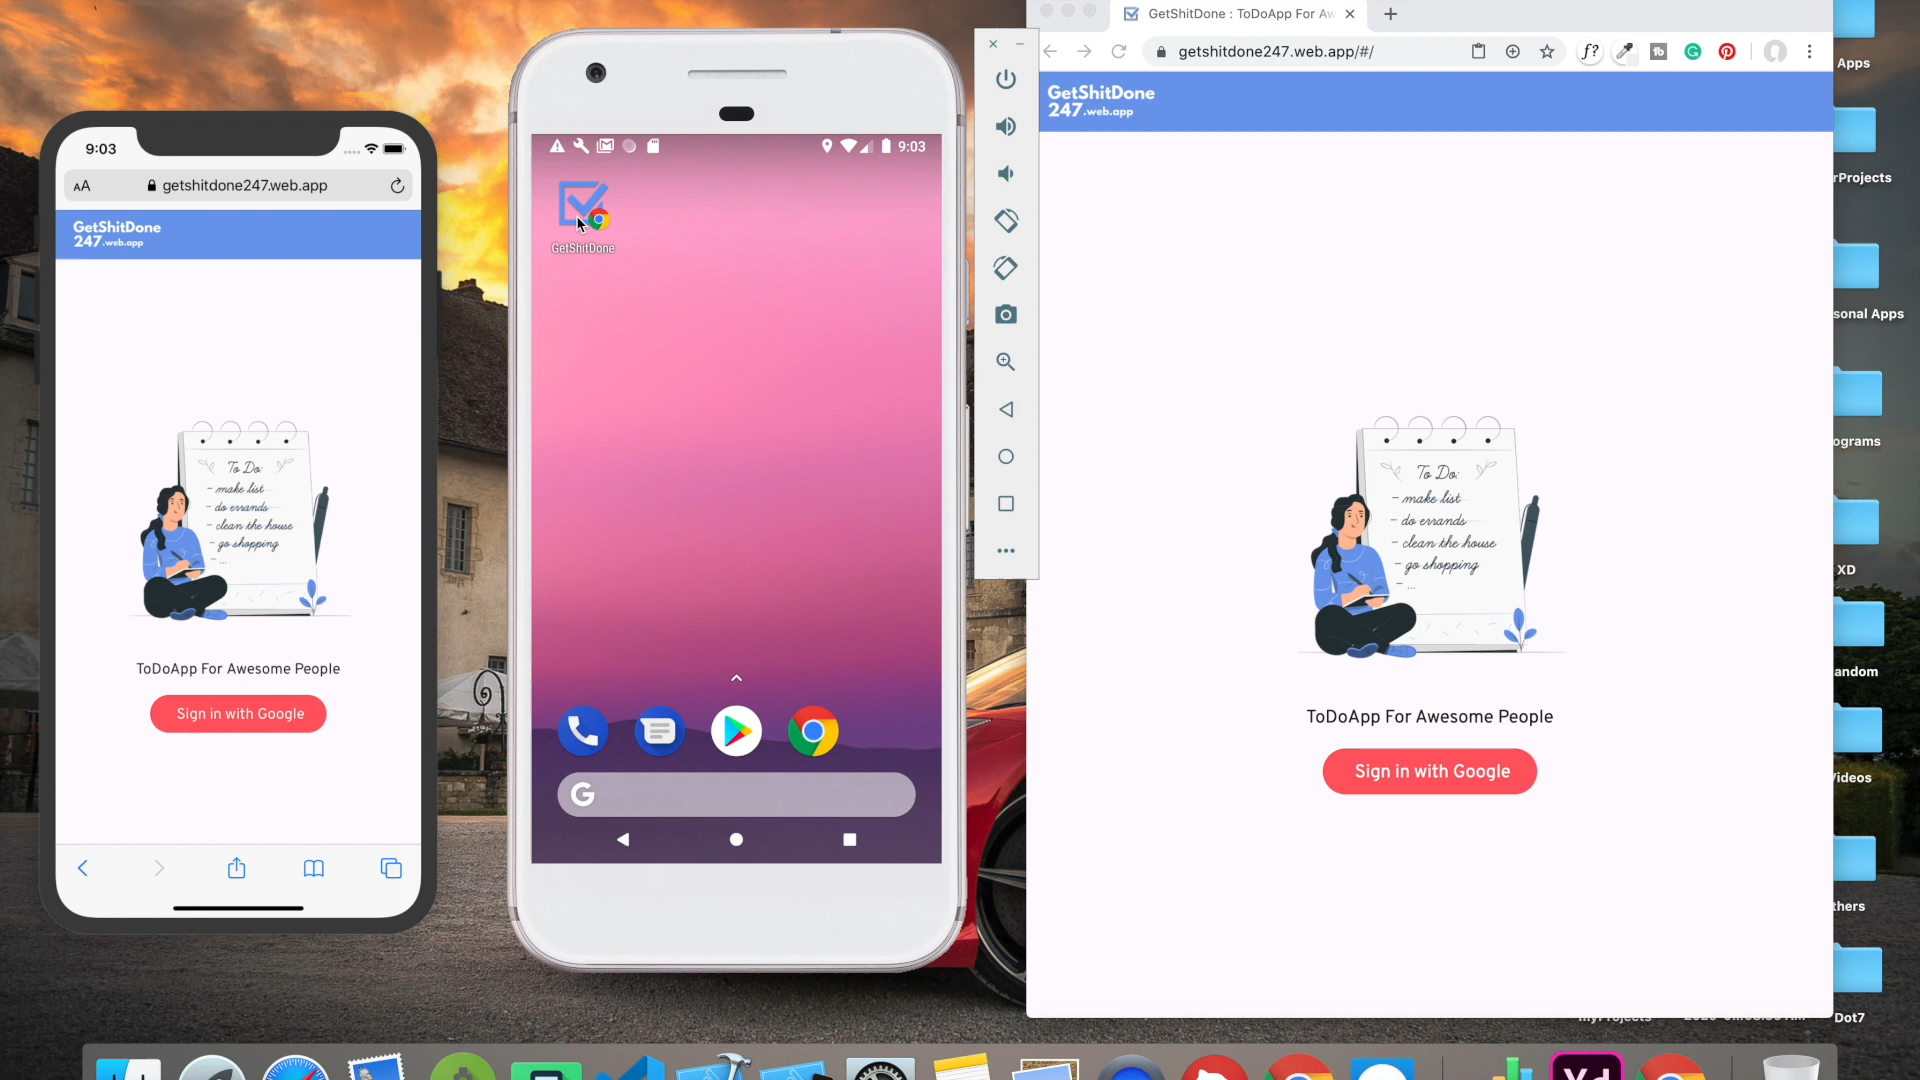 9:03
AA
getshitdone247.web.app
GetShitDone
247.web.app
To Do:
- make list
- do errands
- clean the house
- go shopping
- ...
ToDoApp For Awesome People
Sign in with Google
9:03
GetShitDone
G
GetShitDone : ToDoApp For Aw
getshitdone247.web.app/#/
f?
GetShitDone
247.web.app
To Do:
- make list
- do errands
- clean the house
- go shopping
- ...
ToDoApp For Awesome People
Sign in with Google
Apps
rProjects
sonal Apps
ograms
XD
andom
Videos
thers
myProjects
Dot7
Xd